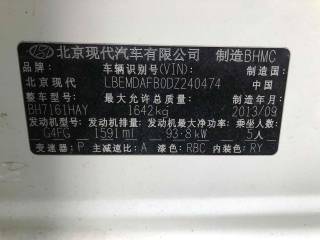 北京现代汽车有限公司 制造BHMC
北京现代 车辆识别号(VIN): 制造国:
LBEMDAFB0DZ240474 中国
整车型号: 最大允许总质量: 制造年月:
BH7161HAY 1642kg 2013/09
发动机型号: 发动机排量: 发动机最大净功率: 乘坐人数:
G4FG 1591ml 93.8kW 5人
变速器: P 主减速比: A 漆色: RBC 内装色: RY